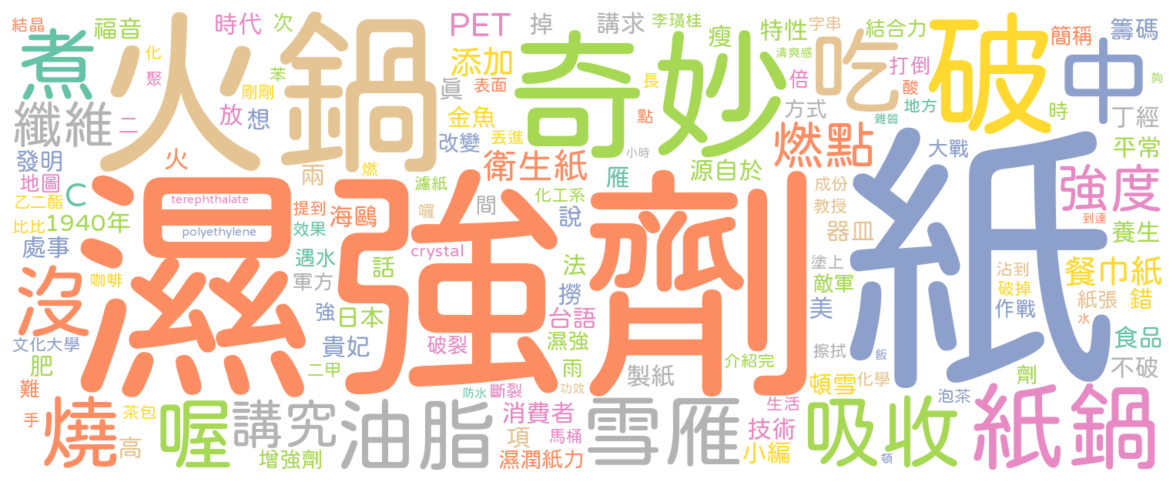 結晶
福音
時代
次
PET
掉
講求
李璜桂
瘦
特性
字串
結合力
簡稱
籌碼
煮
火鍋
奇妙
吃
破
中
化
聚
苯
剛剛
添加
清爽感
倍
打倒
酸
地方
夠
纖維
二
放
想
眞
表面
長
點
方式
雜質
時
丁經
火
金魚
丟進
發明
兩
燃
改變
衛生紙
小時
源自於
燃點
大戰
平常
地圖
乙二酯
C
terephthalate
濾紙
雁
化工系
成份
教授
強度
比比
1940年
polyethylene
提到
效果
海鷗
囉
間
說
器皿
到達
養生
處事
濕強劑
紙
遇水
話
crystal
法
塗上
敵軍
沾到
破掉
餐巾紙
咖啡
軍方
撈
美
作戰
紙張
錯
沒
強
日本
台語
水
文化大學
貴妃
破裂
濕強
擦拭
食品
肥
二甲
雨
介紹完
飯
不破
難
防水
斷裂
功效
製紙
頓雪
化學
劑
手
燒
茶包
喔
講究
油脂
消費者
雪雁
生活
技術
吸收
泡茶
紙鍋
高
增強劑
項
馬桶
濕潤紙力
小編
頓